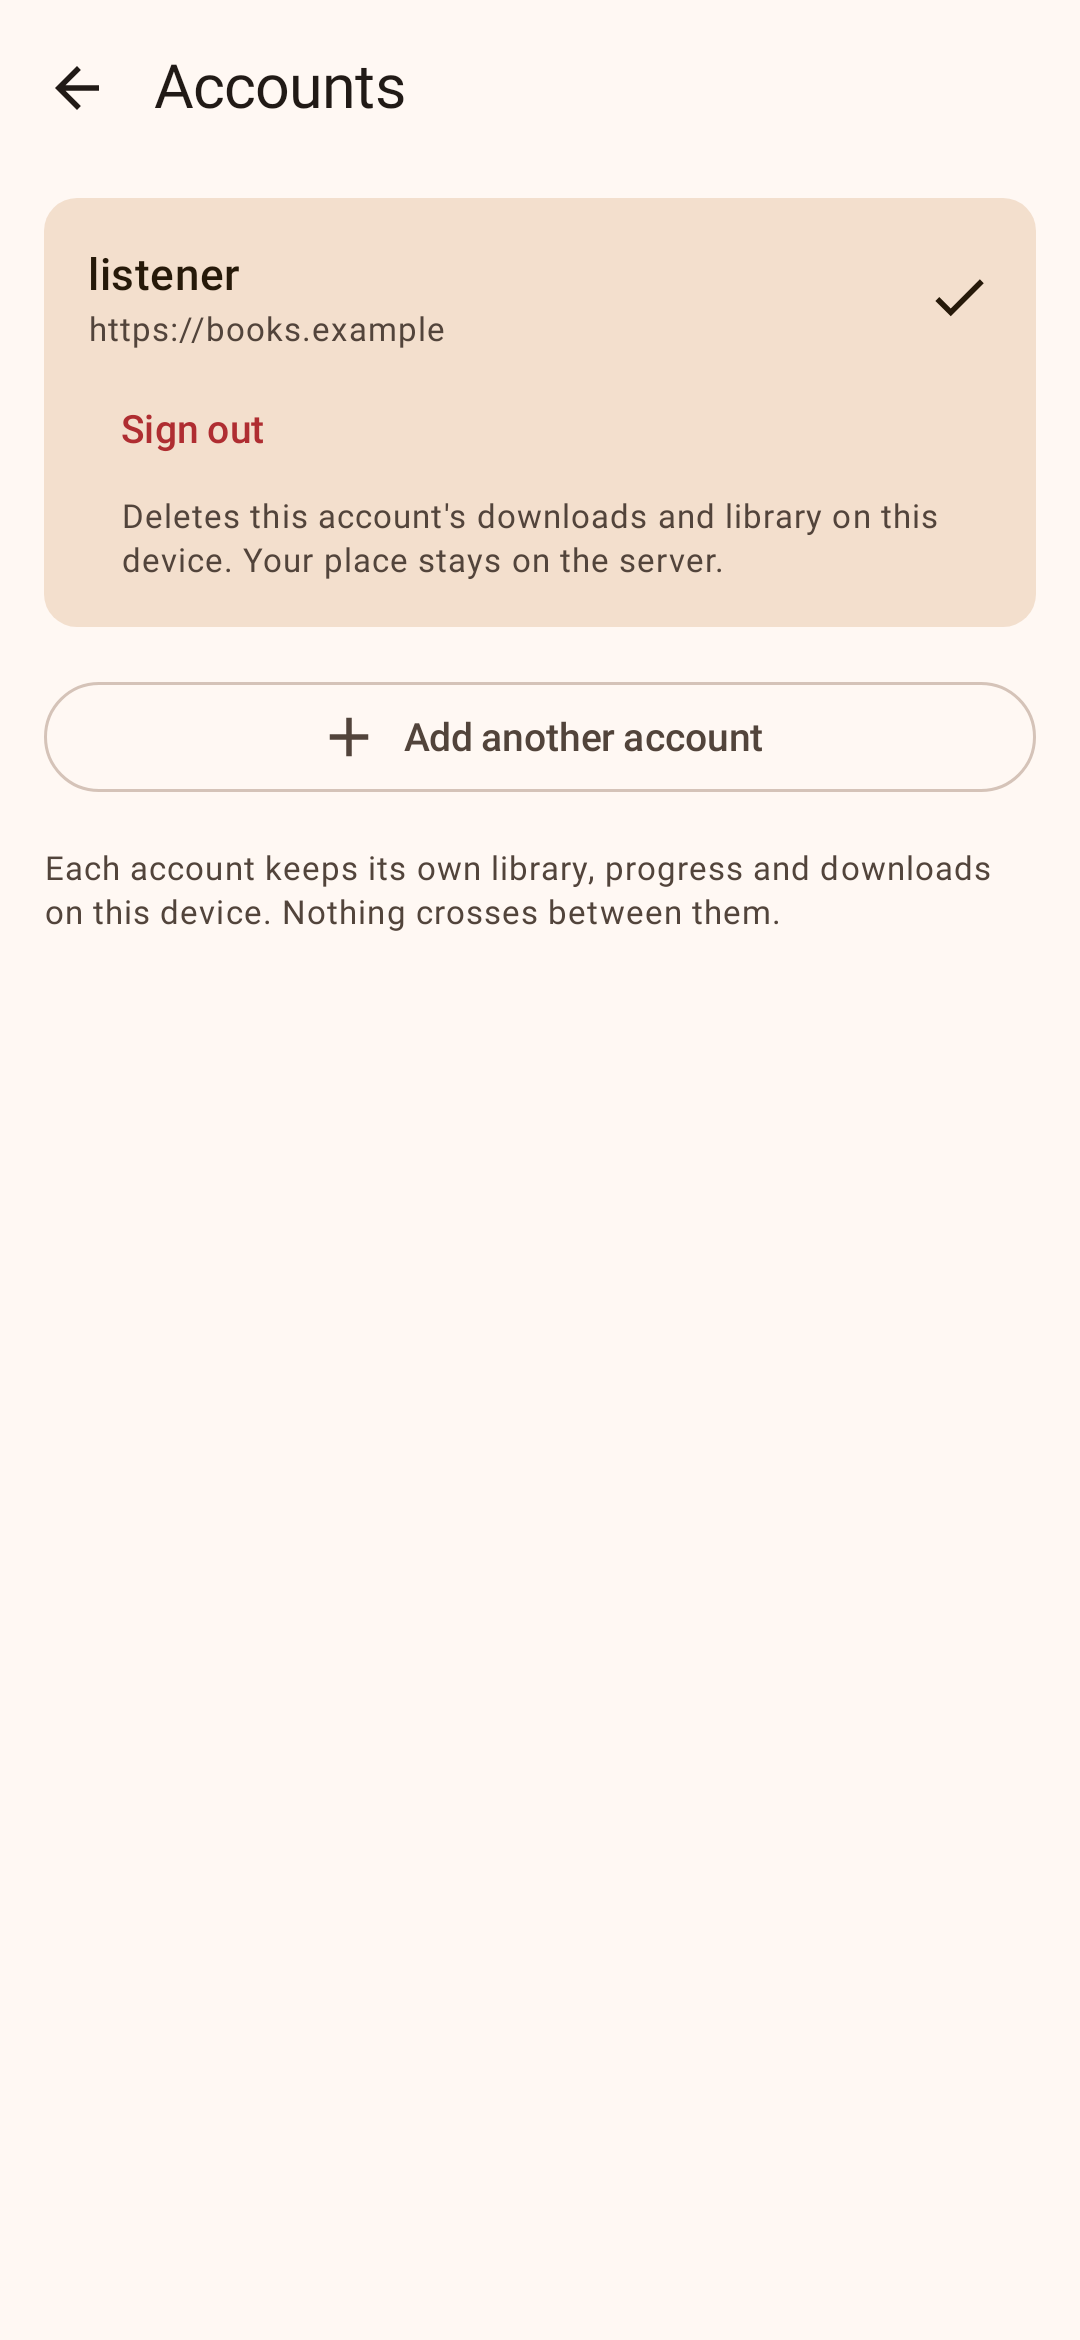 Accounts
listener
https://books.example
Sign out
Deletes this account's downloads and library on this
device. Your place stays on the server.
Add another account
Each account keeps its own library, progress and downloads
on this device. Nothing crosses between them.